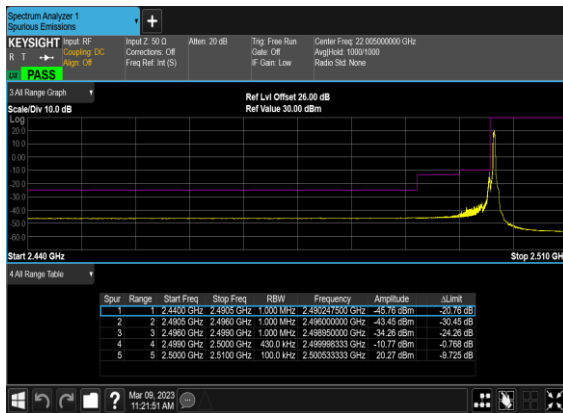 Spectrum Analyzer 1
Spurious Emissions
KEYSIGHT Input: RF Input Z: 50 Ω Atten: 20 dB Trig: Free Run Center Freq: 22.005000000 GHz
R T Coupling: DC Corrections: Off Gate: Off Avg|Hold: 1000/1000
Align: Off Freq Ref: Int (S) IF Gain: Low Radio Std: None
PASS
3 All Range Graph
Ref Lvl Offset 26.00 dB
Scale/Div 10.0 dB Ref Value 30.00 dBm
Log
20.0
10.0
0.00
-10.0
-20.0
-30.0
-40.0
-50.0
-60.0
Start 2.440 GHz Stop 2.510 GH
4 All Range Table
Spur Range Start Freq Stop Freq RBW Frequency Amplitude ΔLimit
1 1 2.4400 GHz 2.4905 GHz 1.000 MHz 2.490247500 GHz -45.76 dBm -20.76 dB
2 2 2.4905 GHz 2.4960 GHz 1.000 MHz 2.496000000 GHz -43.45 dBm -30.45 dB
3 3 2.4960 GHz 2.4990 GHz 1.000 MHz 2.498950000 GHz -34.26 dBm -24.26 dB
4 4 2.4990 GHz 2.5000 GHz 430.0 kHz 2.499998333 GHz -10.77 dBm -0.768 dB
5 5 2.5000 GHz 2.5100 GHz 100.0 kHz 2.500533333 GHz 20.27 dBm -9.725 dB
Mar 09, 2023
11:21:51 AM